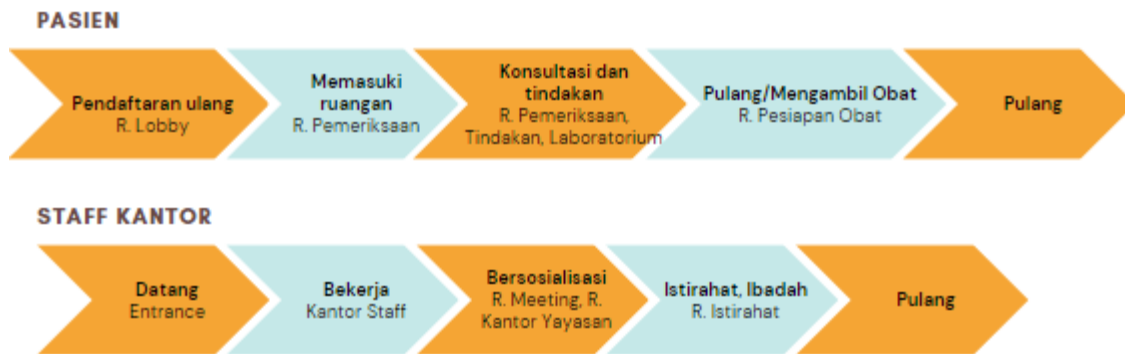 PASIEN
Pendaftaran ulang
R. Lobby
Memasuki
ruangan
R. Pemeriksaan
Konsultasi dan
tindakan
R. Pemeriksaan,
Tindakan, Laboratorium
Pulang/Mengambil Obat
R. Pesiapan Obat
Pulang
STAFF KANTOR
Datang
Entrance
Bekerja
Kantor Staff
Bersosialisasi
R. Meeting, R.
Kantor Yayasan
Istirahat, Ibadah
R. Istirahat
Pulang